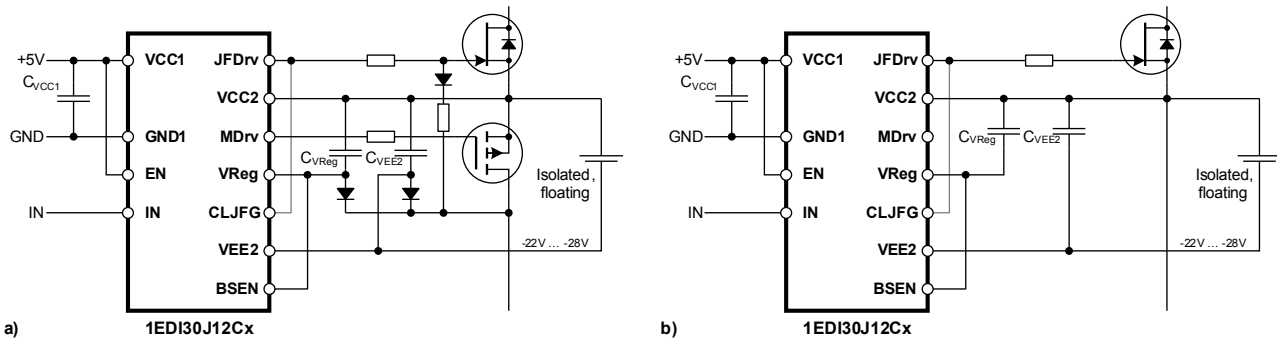 +5V
VCC1
JFDrv
CVCC1
VCC2
GND
GND1
MDrv
CVReg
CVEE2
EN
VReg
Isolated,
floating
IN
IN
CLJFG
VEE2
-22V ... -28V
BSEN
a)
1EDI30J12Cx
+5V
VCC1
JFDrv
CVCC1
VCC2
GND
GND1
MDrv
CVReg
CVEE2
EN
VReg
Isolated,
floating
IN
IN
CLJFG
VEE2
-22V ... -28V
BSEN
b)
1EDI30J12Cx